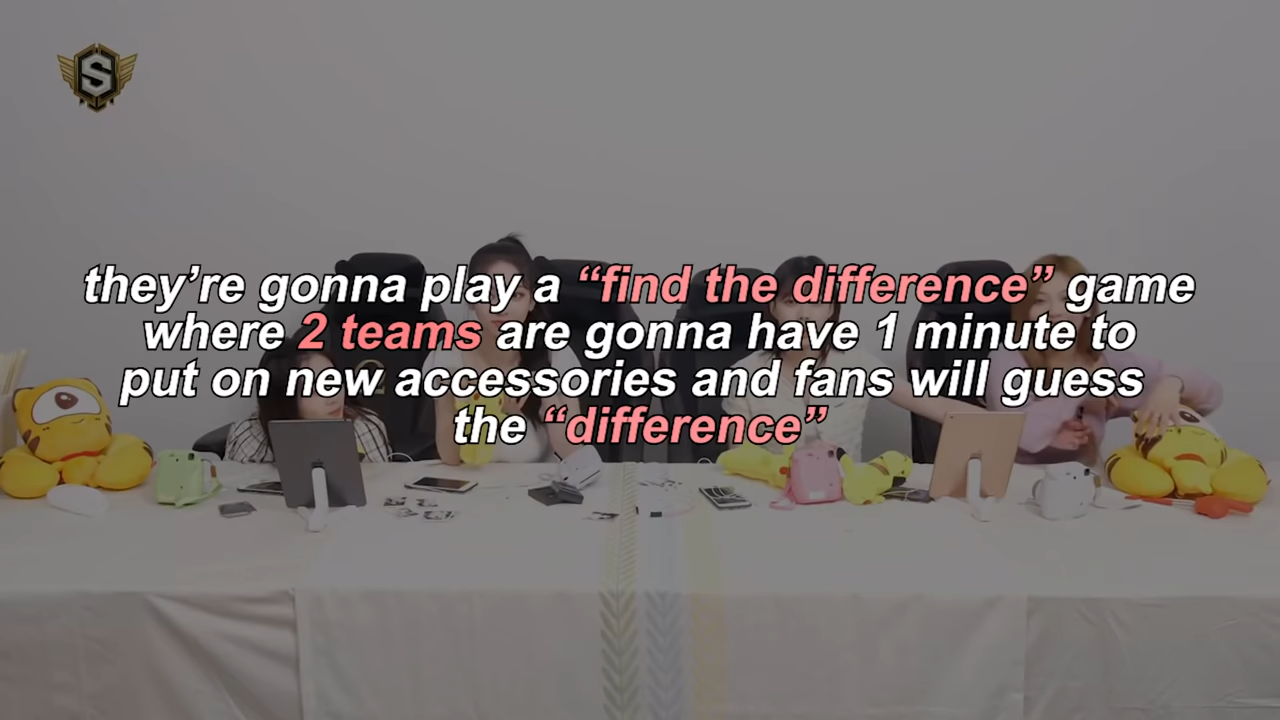 S
they’re gonna play a “find the difference” game
where 2 teams are gonna have 1 minute to
put on new accessories and fans will guess
the “difference”